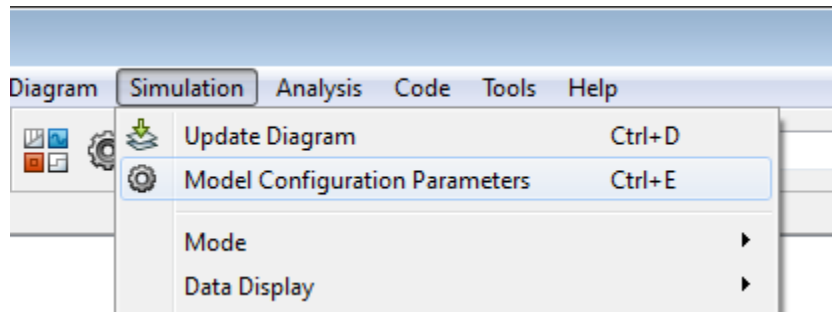 Diagram Simulation Analysis Code Tools Help
Update Diagram Ctrl+D
Model Configuration Parameters Ctrl+E
Mode
Data Display